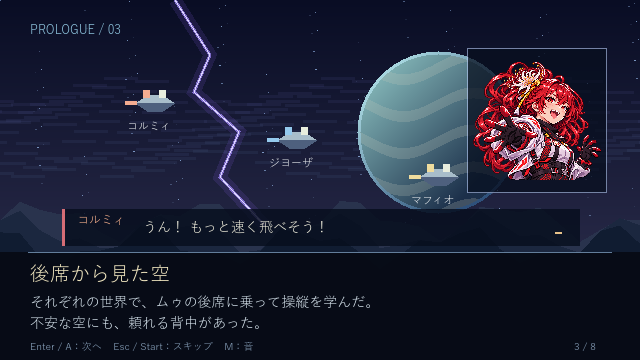 PROLOGUE / 03
コルミィ
ジヨーザ
マフィオ
コルミィ
うん！ もっと速く飛べそう！
後席から見た空
それぞれの世界で、ムゥの後席に乗って操縦を学んだ。
不安な空にも、頼れる背中があった。
Enter / A：次へ Esc / Start：スキップ M：音
3 / 8